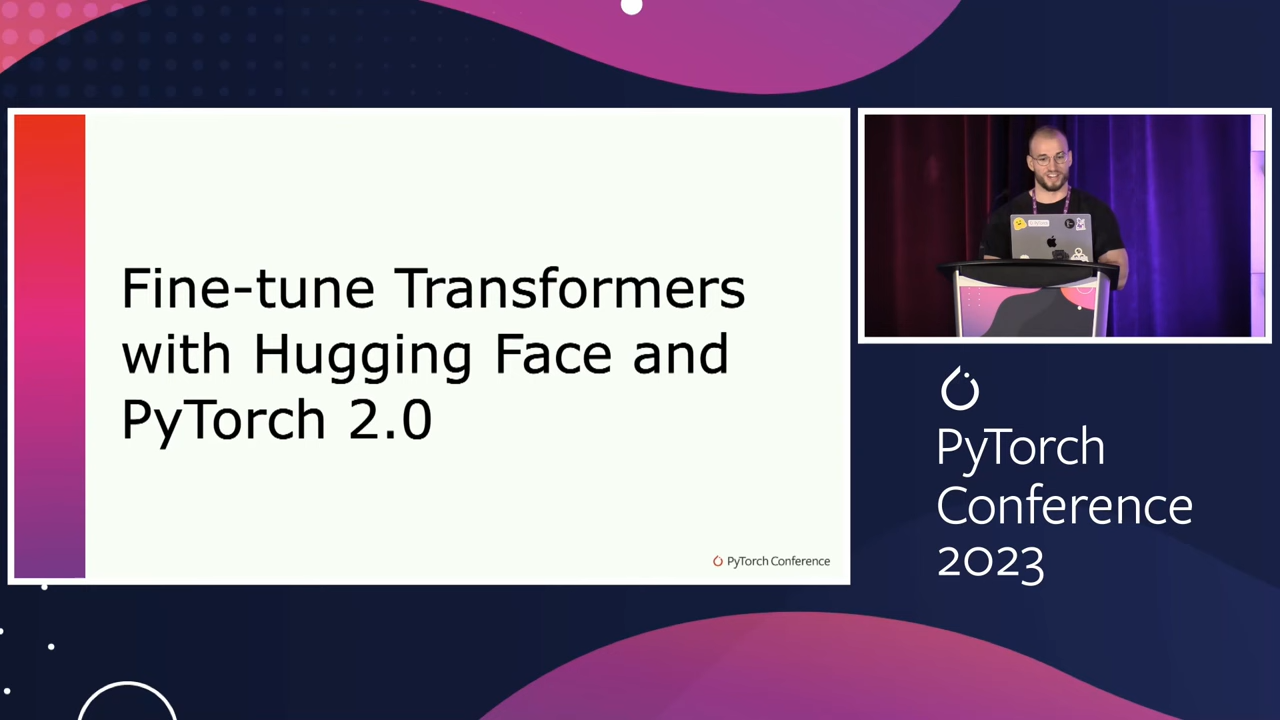 Fine-tune Transformers
with Hugging Face and
PyTorch 2.0
PyTorch Conference
PyTorch
Conference
2023